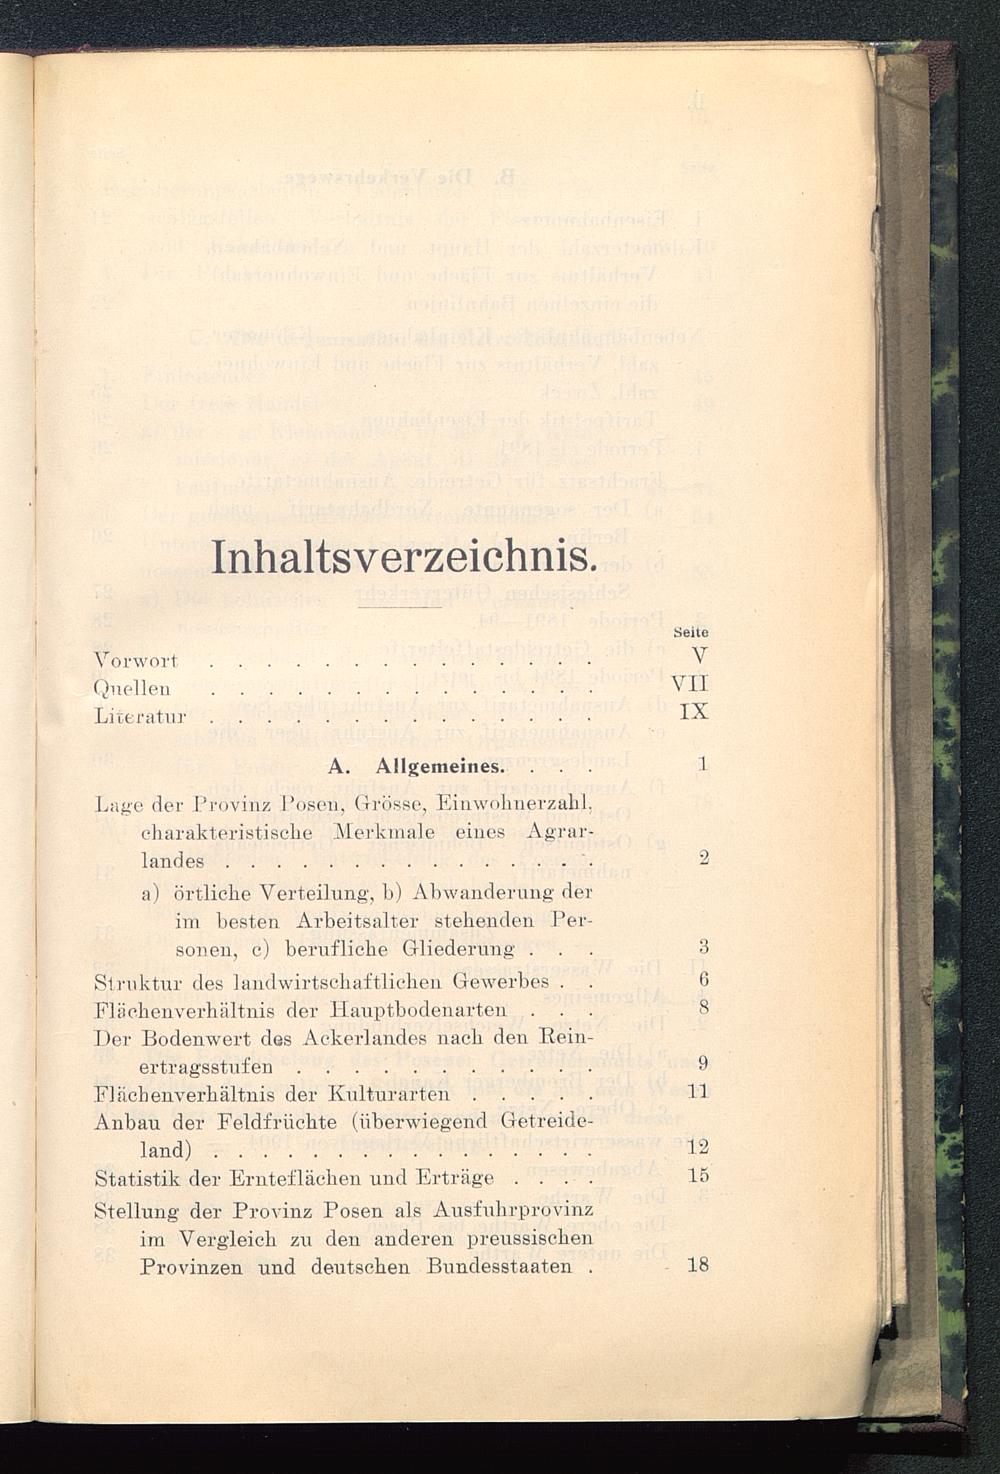 Inhaltsverzeichnis.
Seite
Vorwort . . . . . . . . . . . . . . V
Quellen . . . . . . . . . . . . . . VII
Literatur . . . . . . . . . . . . . . IX
A. Allgemeines. . . . 1
Lage der Provinz Posen, Grösse, Einwohnerzahl,
charakteristische Merkmale eines Agrar-
landes . . . . . . . . . . . . . . 2
a) örtliche Verteilung, b) Abwanderung der
im besten Arbeitsalter stehenden Per-
sonen, c) berufliche Gliederung . . . 3
Struktur des landwirtschaftlichen Gewerbes . . 6
Flächenverhältnis der Hauptbodenarten . . . 8
Der Bodenwert des Ackerlandes nach den Rein-
ertragsstufen . . . . . . . . . . . 9
Flächenverhältnis der Kulturarten . . . . . 11
Anbau der Feldfrüchte (überwiegend Getreide-
land) . . . . . . . . . . . . . . 12
Statistik der Ernteflächen und Erträge . . . . 15
Stellung der Provinz Posen als Ausfuhrprovinz
im Vergleich zu den anderen preussischen
Provinzen und deutschen Bundesstaaten . 18